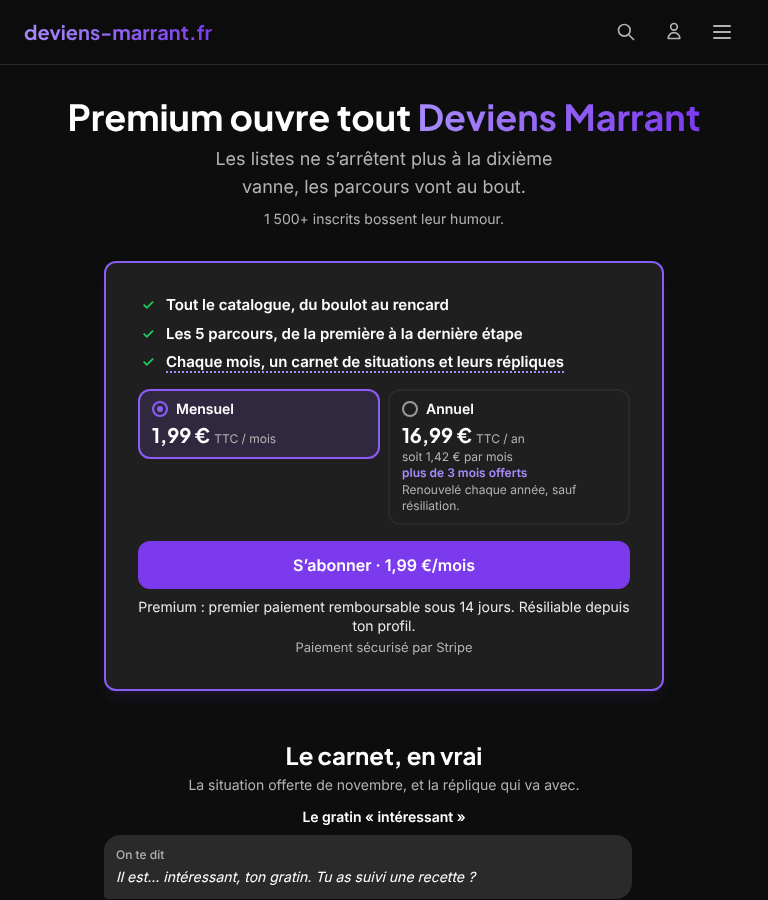 deviens-marrant.fr
Premium ouvre tout Deviens Marrant
Les listes ne s’arrêtent plus à la dixième
vanne, les parcours vont au bout.
1 500+ inscrits bossent leur humour.
Tout le catalogue, du boulot au rencard
Les 5 parcours, de la première à la dernière étape
Chaque mois, un carnet de situations et leurs répliques
Mensuel
1,99 € TTC / mois
Annuel
16,99 € TTC / an
soit 1,42 € par mois
plus de 3 mois offerts
Renouvelé chaque année, sauf
résiliation.
S’abonner · 1,99 €/mois
Premium : premier paiement remboursable sous 14 jours. Résiliable depuis
ton profil.
Paiement sécurisé par Stripe
Le carnet, en vrai
La situation offerte de novembre, et la réplique qui va avec.
Le gratin « intéressant »
On te dit
Il est… intéressant, ton gratin. Tu as suivi une recette ?